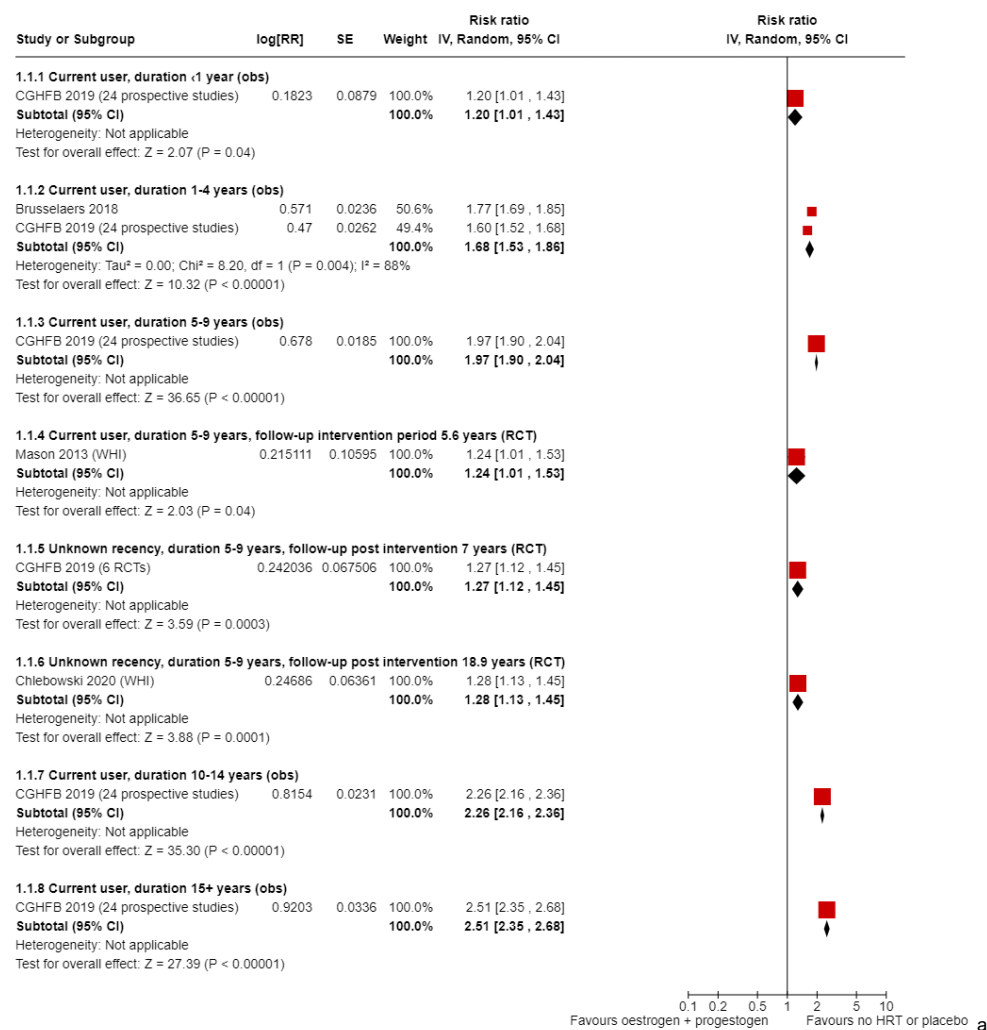 Risk ratio Risk ratio
Study or Subgroup log[RR] SE Weight IV, Random, 95% CI IV, Random, 95% CI
1.1.1 Current user, duration ‹1 year (obs)
CGHFB 2019 (24 prospective studies) 0.1823 0.0879 100.0% 1.20 [1.01 , 1.43]
Subtotal (95% CI) 100.0% 1.20 [1.01 , 1.43]
Heterogeneity: Not applicable
Test for overall effect: Z = 2.07 (P = 0.04)
1.1.2 Current user, duration 1-4 years (obs)
Brusselaers 2018 0.571 0.0236 50.6% 1.77 [1.69 , 1.85]
CGHFB 2019 (24 prospective studies) 0.47 0.0262 49.4% 1.60 [1.52 , 1.68]
Subtotal (95% CI) 100.0% 1.68 [1.53 , 1.86]
Heterogeneity: Tau² = 0.00; Chi² = 8.20, df = 1 (P = 0.004); I² = 88%
Test for overall effect: Z = 10.32 (P < 0.00001)
1.1.3 Current user, duration 5-9 years (obs)
CGHFB 2019 (24 prospective studies) 0.678 0.0185 100.0% 1.97 [1.90 , 2.04]
Subtotal (95% CI) 100.0% 1.97 [1.90 , 2.04]
Heterogeneity: Not applicable
Test for overall effect: Z = 36.65 (P < 0.00001)
1.1.4 Current user, duration 5-9 years, follow-up intervention period 5.6 years (RCT)
Mason 2013 (WHI) 0.215111 0.10595 100.0% 1.24 [1.01 , 1.53]
Subtotal (95% CI) 100.0% 1.24 [1.01 , 1.53]
Heterogeneity: Not applicable
Test for overall effect: Z = 2.03 (P = 0.04)
1.1.5 Unknown recency, duration 5-9 years, follow-up post intervention 7 years (RCT)
CGHFB 2019 (6 RCTs) 0.242036 0.067506 100.0% 1.27 [1.12 , 1.45]
Subtotal (95% CI) 100.0% 1.27 [1.12 , 1.45]
Heterogeneity: Not applicable
Test for overall effect: Z = 3.59 (P = 0.0003)
1.1.6 Unknown recency, duration 5-9 years, follow-up post intervention 18.9 years (RCT)
Chlebowski 2020 (WHI) 0.24686 0.06361 100.0% 1.28 [1.13 , 1.45]
Subtotal (95% CI) 100.0% 1.28 [1.13 , 1.45]
Heterogeneity: Not applicable
Test for overall effect: Z = 3.88 (P = 0.0001)
1.1.7 Current user, duration 10-14 years (obs)
CGHFB 2019 (24 prospective studies) 0.8154 0.0231 100.0% 2.26 [2.16 , 2.36]
Subtotal (95% CI) 100.0% 2.26 [2.16 , 2.36]
Heterogeneity: Not applicable
Test for overall effect: Z = 35.30 (P < 0.00001)
1.1.8 Current user, duration 15+ years (obs)
CGHFB 2019 (24 prospective studies) 0.9203 0.0336 100.0% 2.51 [2.35 , 2.68]
Subtotal (95% CI) 100.0% 2.51 [2.35 , 2.68]
Heterogeneity: Not applicable
Test for overall effect: Z = 27.39 (P < 0.00001)
0.1 0.2 0.5 1 2 5 10
Favours oestrogen + progestogen Favours no HRT or placebo a